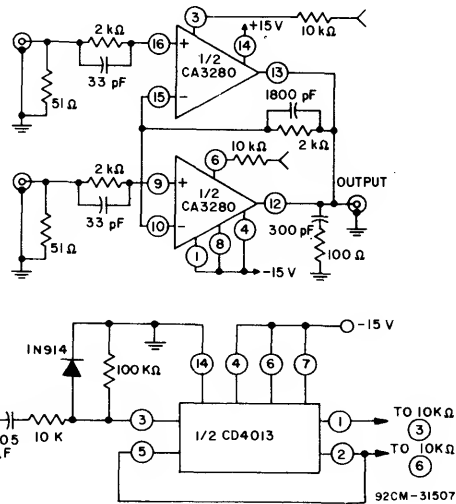 3
+15V
10 kΩ
2 kΩ
16
+
1/2
CA3280
14
13
33 pF
15
−
51 Ω
1800 pF
2 kΩ
6
10 kΩ
OUTPUT
2 kΩ
9
+
1/2
CA3280
12
33 pF
10
−
300 pF
100 Ω
51 Ω
1
8
4
−15 V
−15 V
1N914
100 KΩ
14
4
6
7
10 K
3
1/2 CD4013
1
TO 10KΩ
3
5
2
TO 10KΩ
6
92CM-31507